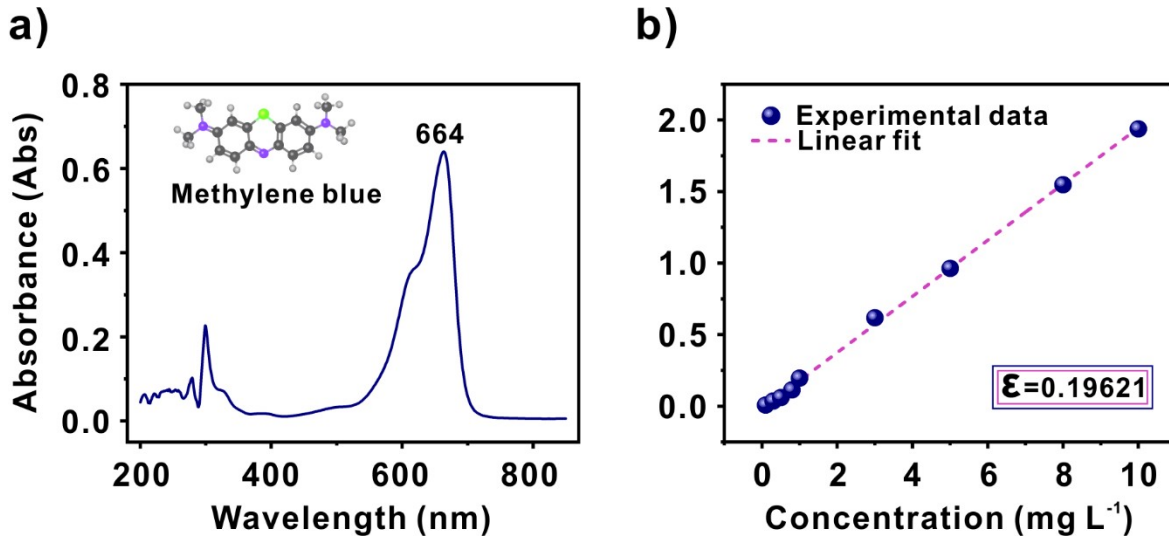 a)
Absorbance (Abs)
0.8
0.6
0.4
0.2
0.0
664
Methylene blue
200
400
600
800
Wavelength (nm)
b)
2.0
1.5
1.0
0.5
0.0
Experimental data
Linear fit
ε=0.19621
0
2
4
6
8
10
Concentration (mg L⁻¹)